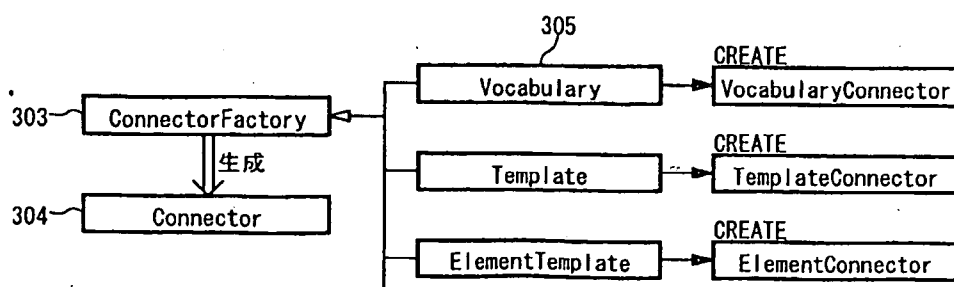 305
CREATE
Vocabulary
VocabularyConnector
303
ConnectorFactory
生成
CREATE
Template
TemplateConnector
304
Connector
CREATE
ElementTemplate
ElementConnector